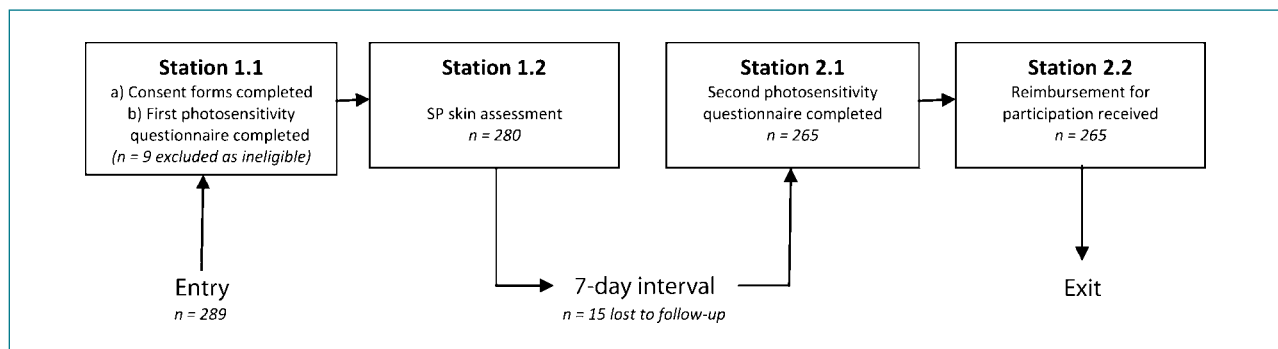 Station 1.1
a) Consent forms completed
b) First photosensitivity
questionnaire completed
(n = 9 excluded as ineligible)
Station 1.2
SP skin assessment
n = 280
Station 2.1
Second photosensitivity
questionnaire completed
n = 265
Station 2.2
Reimbursement for
participation received
n = 265
Entry
n = 289
7-day interval
n = 15 lost to follow-up
Exit